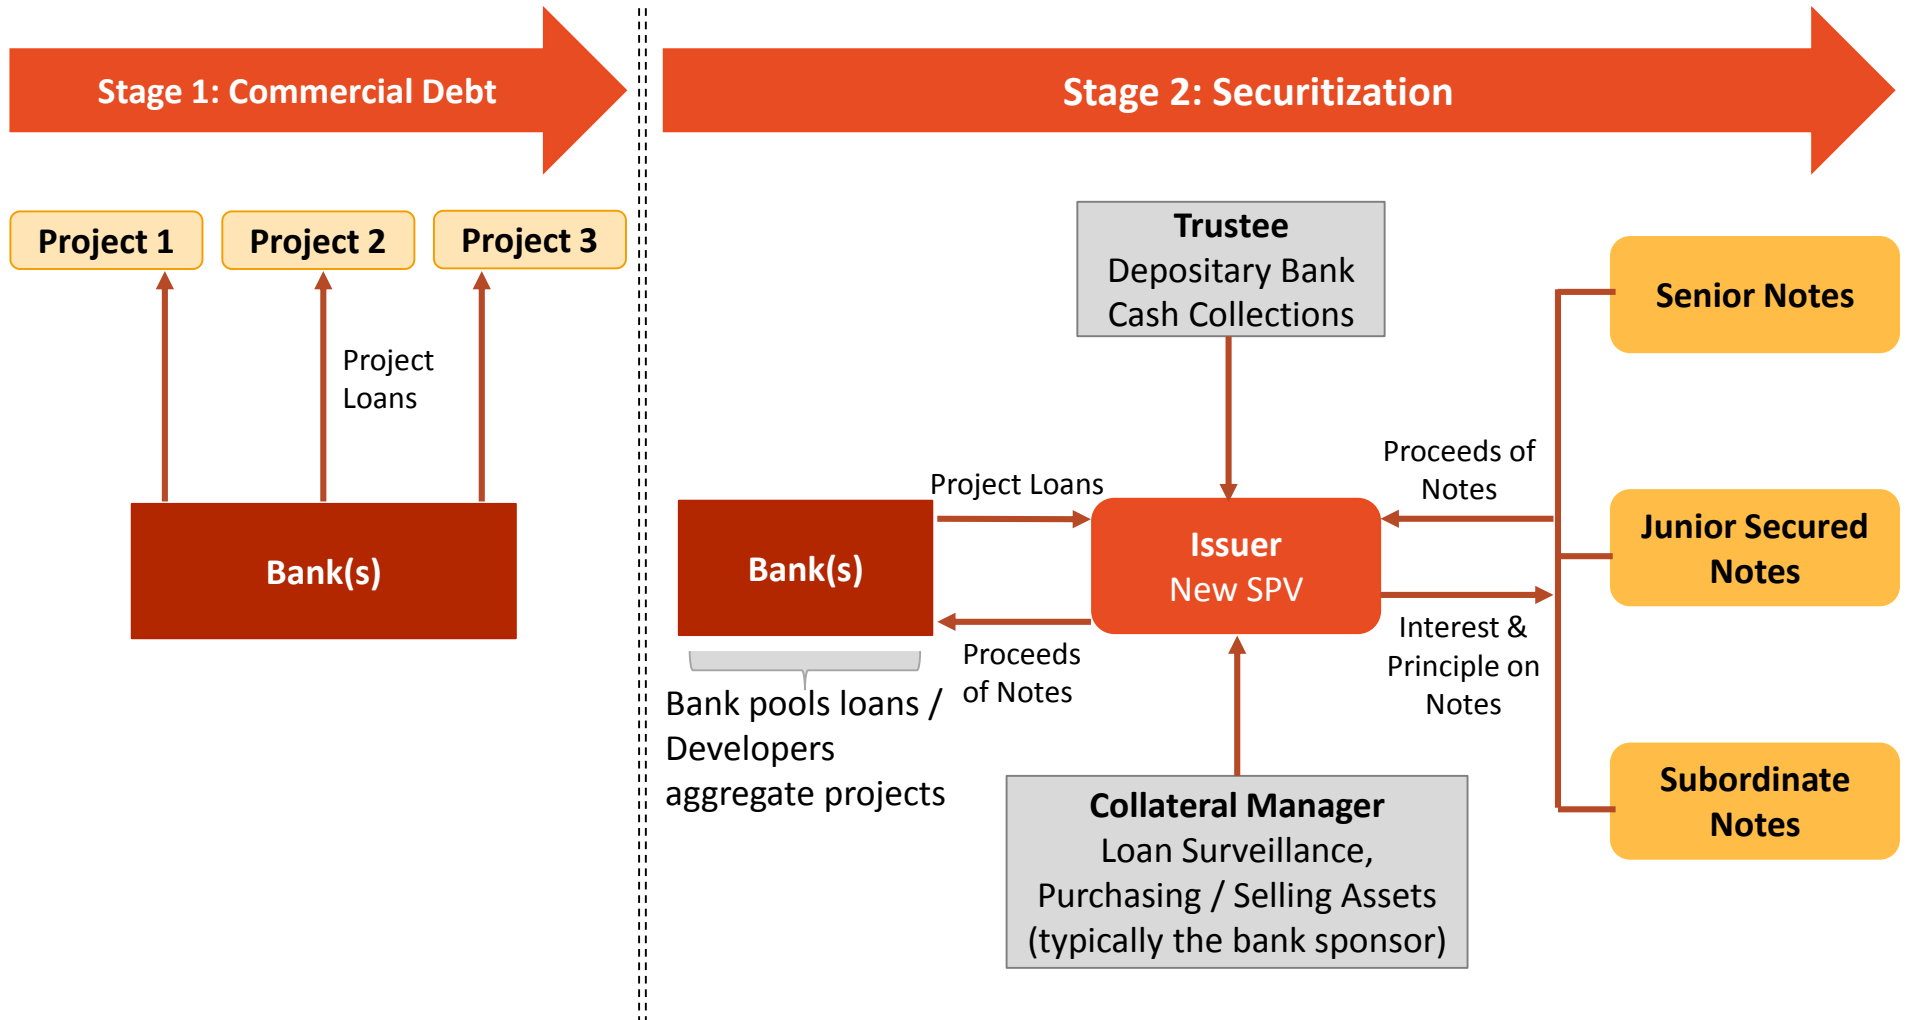 Stage 1: Commercial Debt
Stage 2: Securitization
Project 1
Project 2
Project 3
Project
Loans
Bank(s)
Trustee
Depositary Bank
Cash Collections
Project Loans
Bank(s)
Proceeds
of Notes
Bank pools loans /
Developers
aggregate projects
Issuer
New SPV
Proceeds of
Notes
Interest &
Principle on
Notes
Collateral Manager
Loan Surveillance,
Purchasing / Selling Assets
(typically the bank sponsor)
Senior Notes
Junior Secured
Notes
Subordinate
Notes